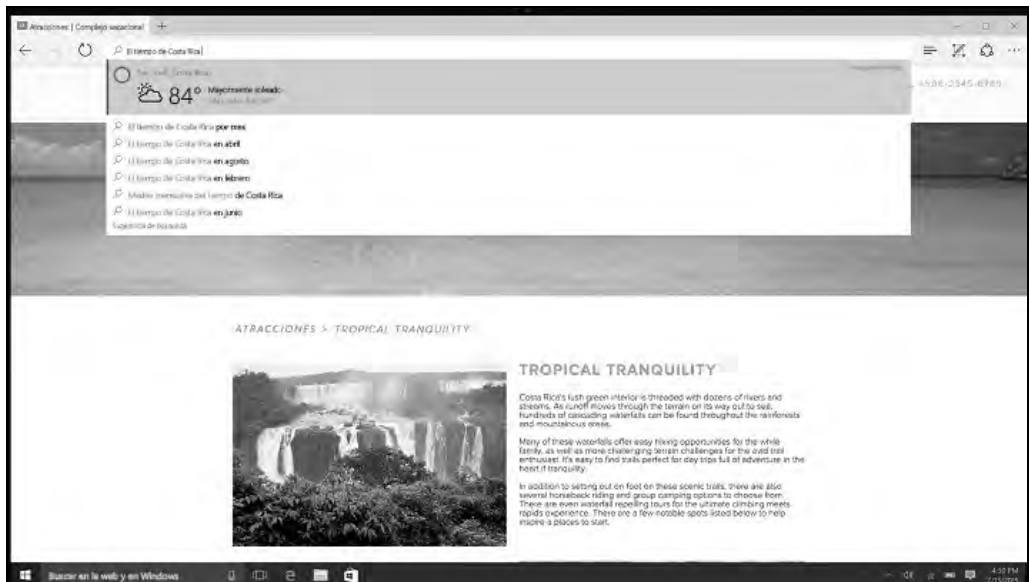 Atracciones | Complejo vacacional
El tiempo de Costa Rica
84°
Mayormente soleado
El tiempo de Costa Rica por mes
El tiempo de Costa Rica en abril
El tiempo de Costa Rica en agosto
El tiempo de Costa Rica en febrero
Medias mensuales del tiempo de Costa Rica
El tiempo de Costa Rica en junio
Sugerencia de búsqueda
ATRACCIONES > TROPICAL TRANQUILITY
TROPICAL TRANQUILITY
Costa Rica's lush green interior is threaded with dozens of rivers and
streams. As runoff moves through the terrain on its way out to sea,
hundreds of cascading waterfalls can be found throughout the rainforests
and mountainous areas.
Many of these waterfalls offer easy hiking opportunities for the while
family, as well as more challenging terrain challenges for the avid trail
enthusiast. It's easy to find trails perfect for day trips full of adventure in the
heart if tranquility.
In addition to setting out on foot on these scenic trails, there are also
several horseback riding and group camping options to choose from.
There are even waterfall repelling tours for the ultimate climbing meets
rapids experience. There are a few notable spots listed below to help
inspire a places to start.
Buscar en la web y en Windows
4:50 PM